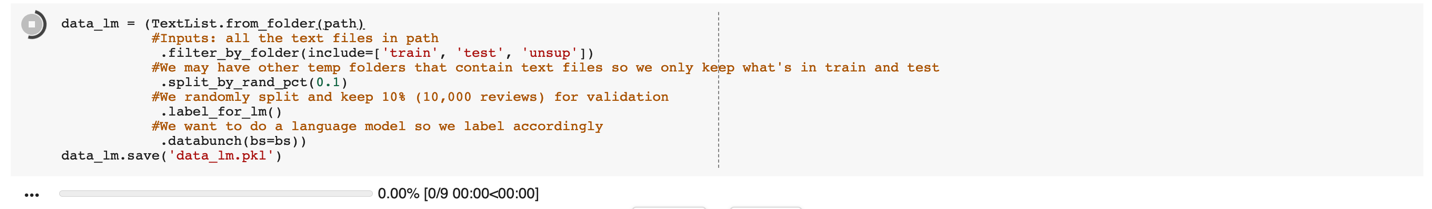 data_lm = (TextList.from_folder(path)
#Inputs: all the text files in path
.filter_by_folder(include=['train', 'test', 'unsup'])
#We may have other temp folders that contain text files so we only keep what's in train and test
.split_by_rand_pct(0.1)
#We randomly split and keep 10% (10,000 reviews) for validation
.label_for_lm()
#We want to do a language model so we label accordingly
.databunch(bs=bs))
data_lm.save('data_lm.pkl')
... 0.00% [0/9 00:00<00:00]